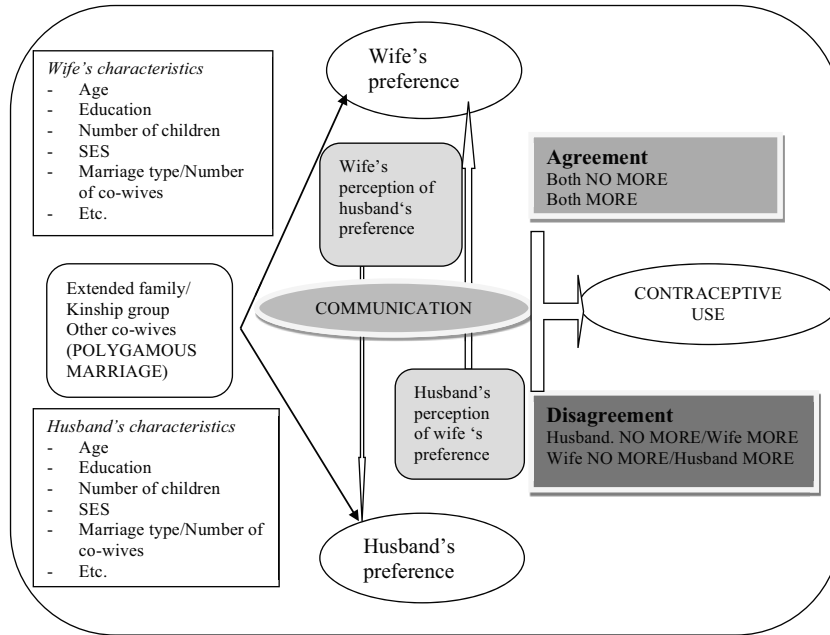 Wife's characteristics
- Age
- Education
- Number of children
- SES
- Marriage type/Number
of co-wives
- Etc.
Wife's
preference
Wife's
perception of
husband‘s
preference
Agreement
Both NO MORE
Both MORE
Extended family/
Kinship group
Other co-wives
(POLYGAMOUS
MARRIAGE)
COMMUNICATION
CONTRACEPTIVE
USE
Husband's
perception
of wife ‘s
preference
Disagreement
Husband. NO MORE/Wife MORE
Wife NO MORE/Husband MORE
Husband's characteristics
- Age
- Education
- Number of children
- SES
- Marriage type/Number of
co-wives
- Etc.
Husband's
preference